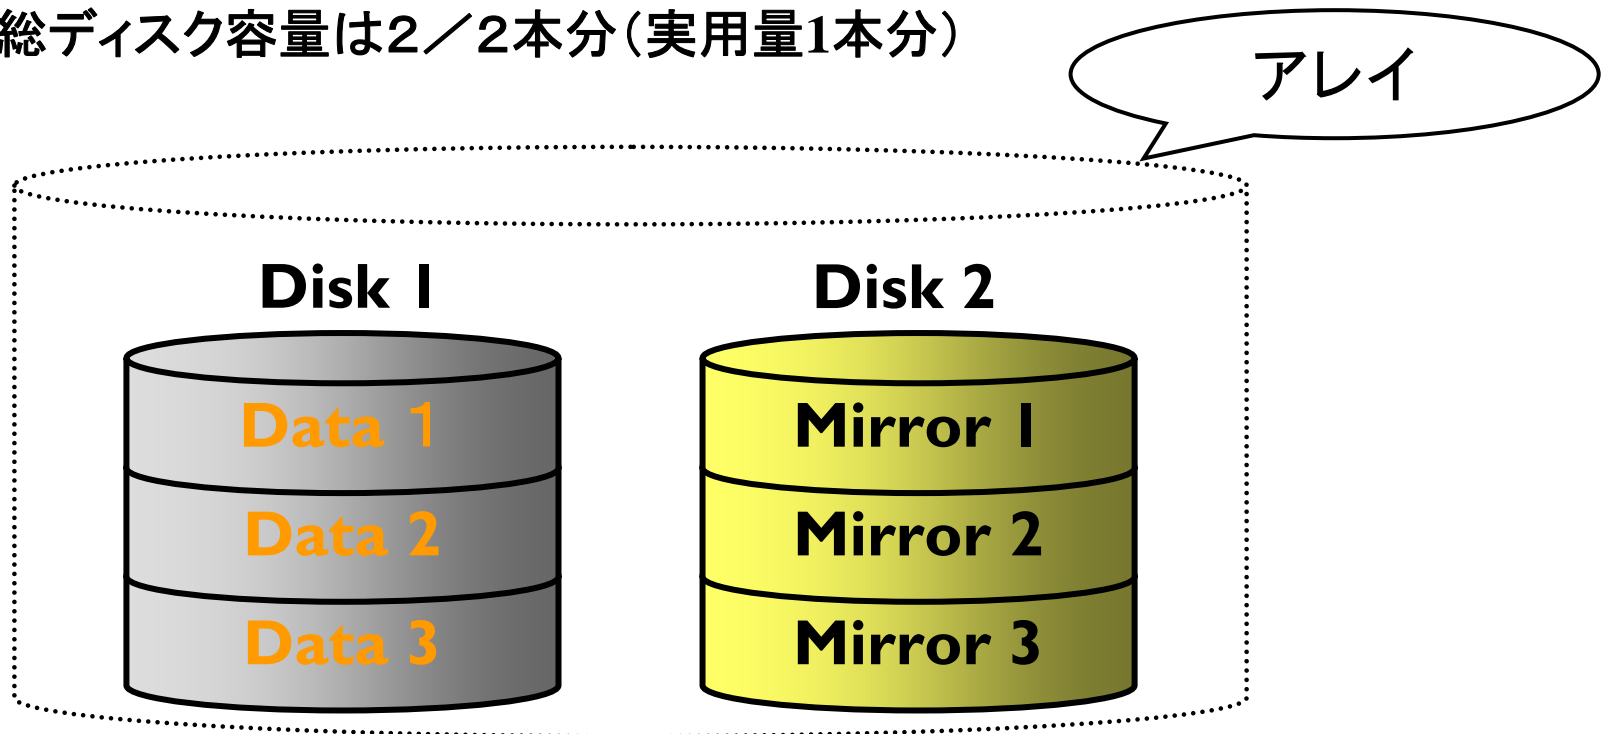 総ディスク容量は２／２本分（実用量1本分）
アレイ
Disk 1
Disk 2
Data １
Mirror 1
Data 2
Mirror 2
Data 3
Mirror 3